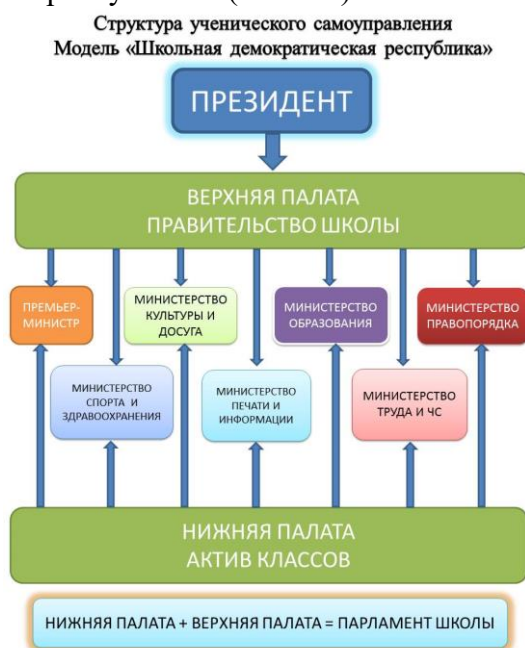 Структура ученического самоуправления
Модель «Школьная демократическая республика»
ПРЕЗИДЕНТ
ВЕРХНЯЯ ПАЛАТА
ПРАВИТЕЛЬСТВО ШКОЛЫ
ПРЕМЬЕР-
МИНИСТР
МИНИСТЕРСТВО
КУЛЬТУРЫ И
ДОСУГА
МИНИСТЕРСТВО
ОБРАЗОВАНИЯ
МИНИСТЕРСТВО
ПРАВОПОРЯДКА
МИНИСТЕРСТВО
СПОРТА И
ЗДРАВООХРАНЕНИЯ
МИНИСТЕРСТВО
ПЕЧАТИ И
ИНФОРМАЦИИ
МИНИСТЕРСТВО
ТРУДА И ЧС
НИЖНЯЯ ПАЛАТА
АКТИВ КЛАССОВ
НИЖНЯЯ ПАЛАТА + ВЕРХНЯЯ ПАЛАТА = ПАРЛАМЕНТ ШКОЛЫ